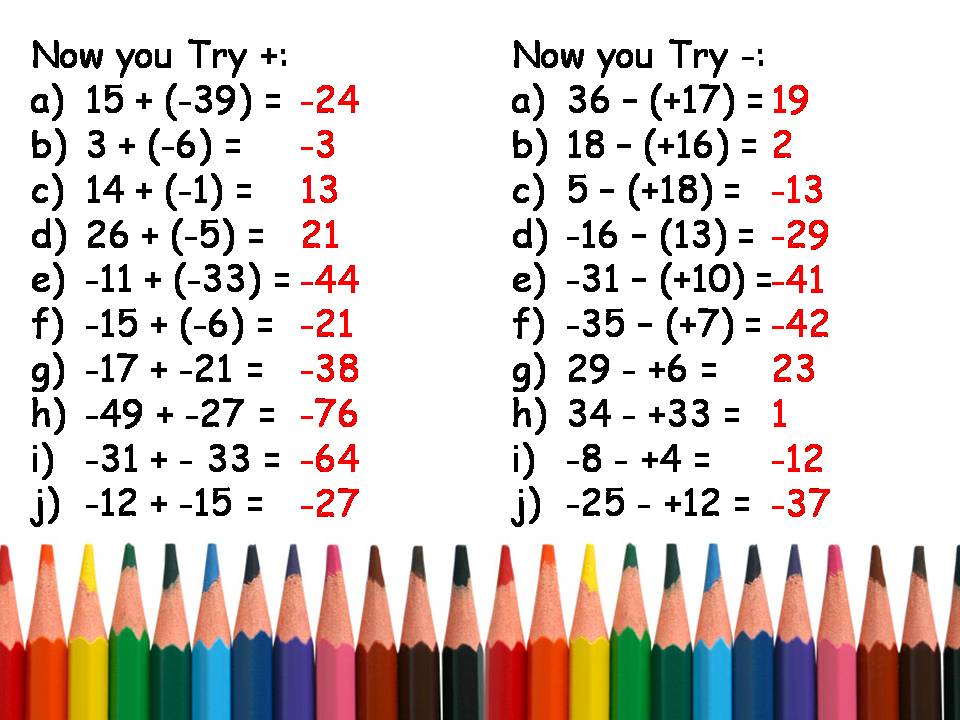 Now you Try +:
a) 15 + (-39) = -24
b) 3 + (-6) = -3
c) 14 + (-1) = 13
d) 26 + (-5) = 21
e) -11 + (-33) = -44
f) -15 + (-6) = -21
g) -17 + -21 = -38
h) -49 + -27 = -76
i) -31 + - 33 = -64
j) -12 + -15 = -27
Now you Try -:
a) 36 – (+17) = 19
b) 18 – (+16) = 2
c) 5 – (+18) = -13
d) -16 – (13) = -29
e) -31 – (+10) = -41
f) -35 – (+7) = -42
g) 29 - +6 = 23
h) 34 - +33 = 1
i) -8 - +4 = -12
j) -25 - +12 = -37